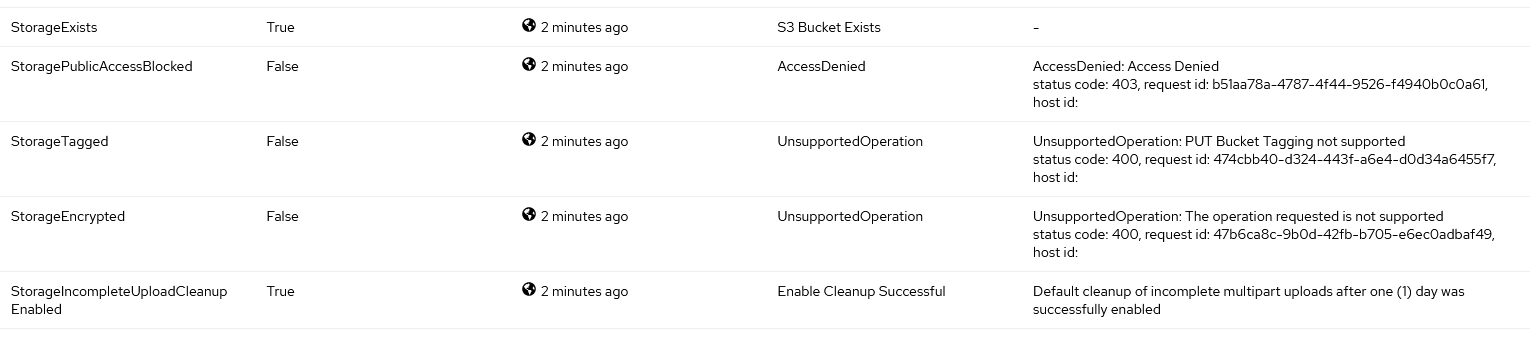 StorageExists True 2 minutes ago S3 Bucket Exists -
StoragePublicAccessBlocked False 2 minutes ago AccessDenied AccessDenied: Access Denied
status code: 403, request id: b51aa78a-4787-4f44-9526-f4940b0c0a61,
host id:
StorageTagged False 2 minutes ago UnsupportedOperation UnsupportedOperation: PUT Bucket Tagging not supported
status code: 400, request id: 474cbb40-d324-443f-a6e4-d0d34a6455f7,
host id:
StorageEncrypted False 2 minutes ago UnsupportedOperation UnsupportedOperation: The operation requested is not supported
status code: 400, request id: 47b6ca8c-9b0d-42fb-b705-e6ec0adbaf49,
host id:
StorageIncompleteUploadCleanup True 2 minutes ago Enable Cleanup Successful Default cleanup of incomplete multipart uploads after one (1) day was
Enabled successfully enabled